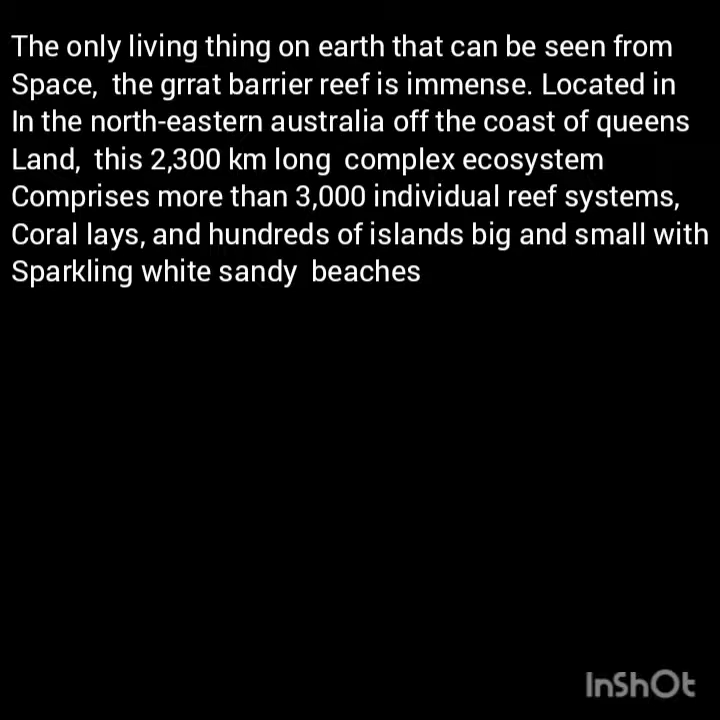 The only living thing on earth that can be seen from
Space,  the grrat barrier reef is immense. Located in
In the north-eastern australia off the coast of queens
Land,  this 2,300 km long  complex ecosystem
Comprises more than 3,000 individual reef systems,
Coral lays, and hundreds of islands big and small with
Sparkling white sandy  beaches
InShOt